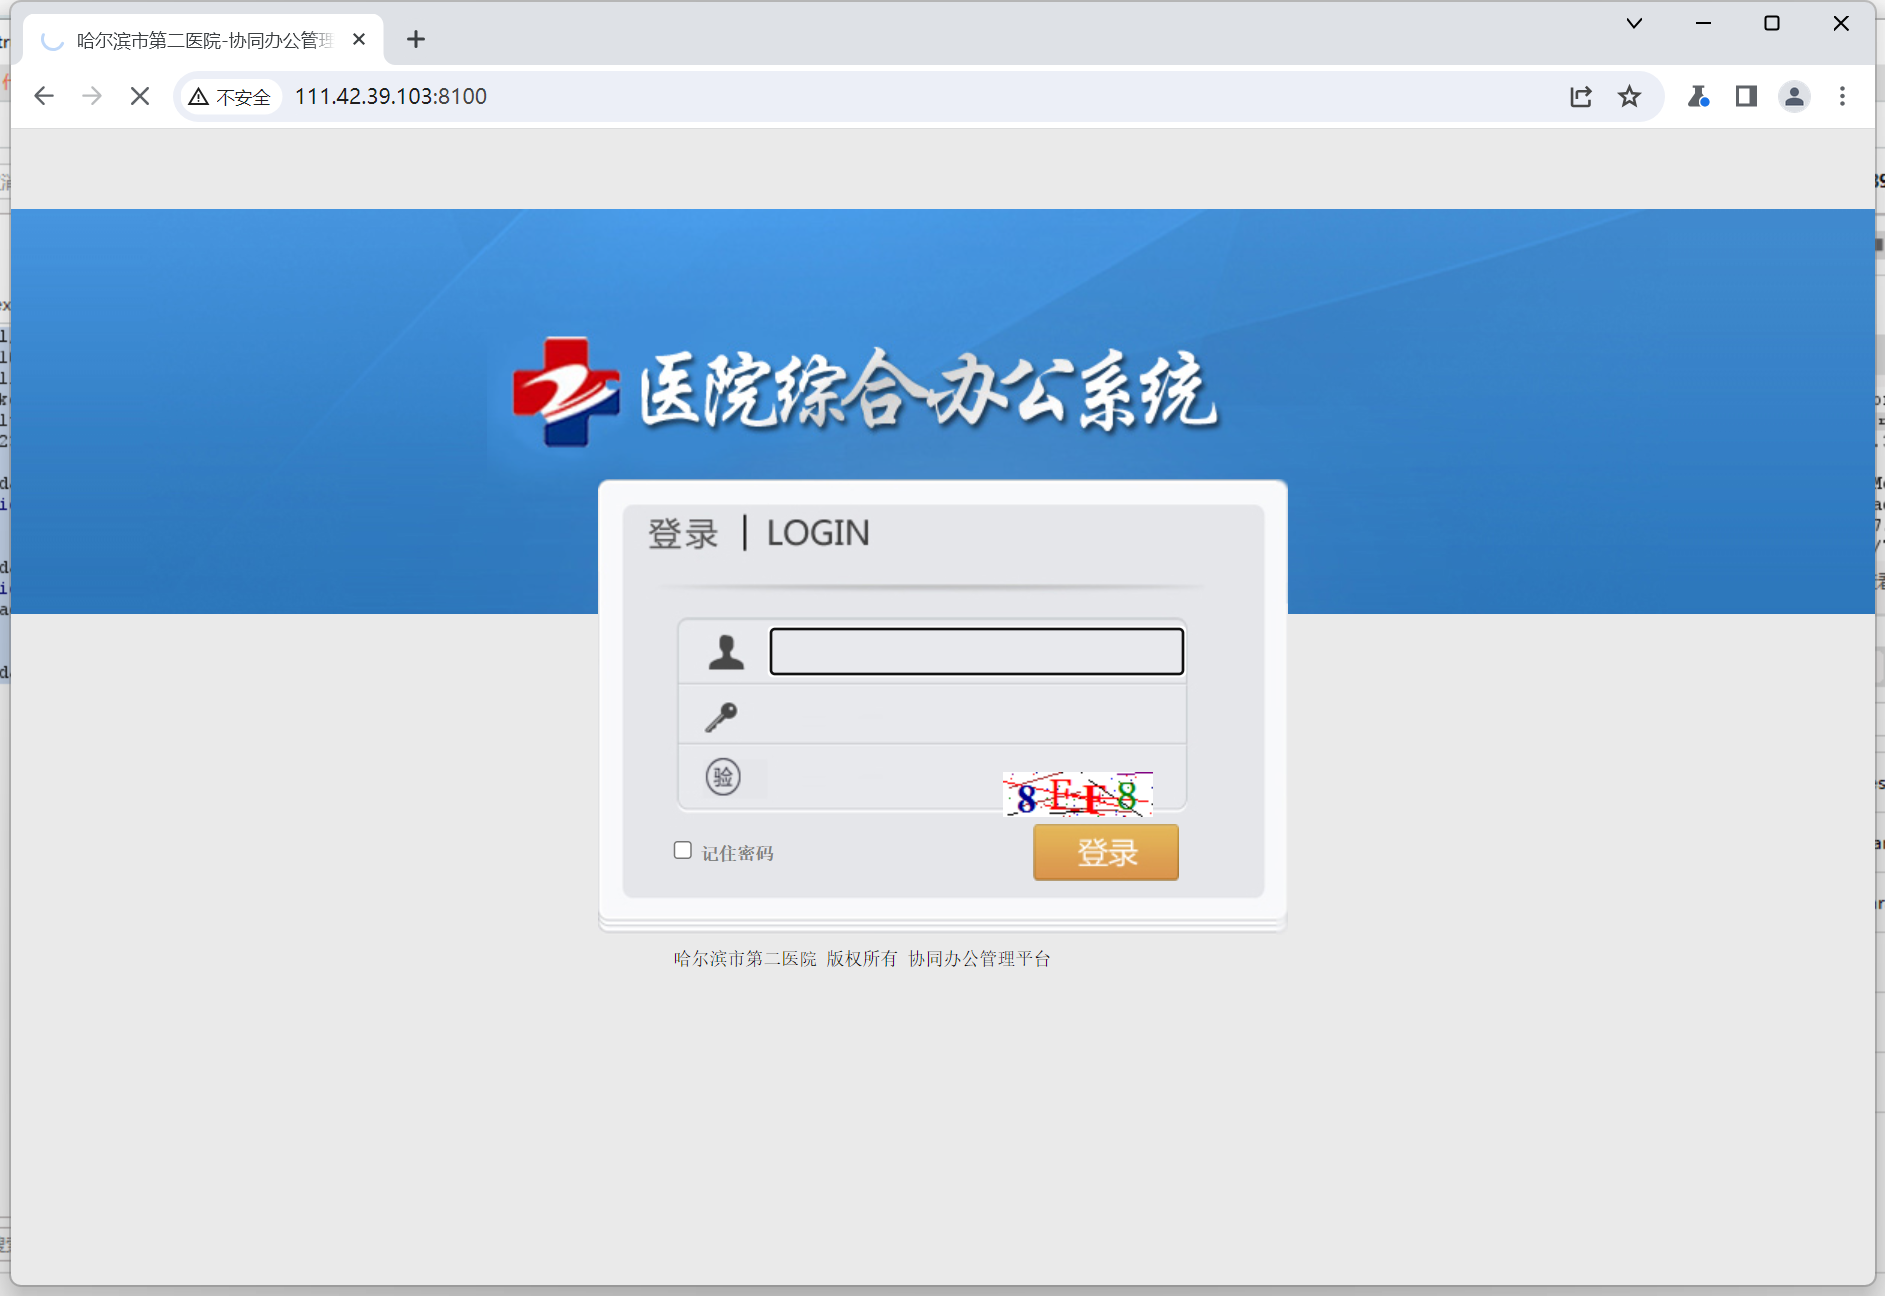 哈尔滨市第二医院-协同办公管理
不安全
111.42.39.103:8100
医院综合办公系统
登录 | LOGIN
验
8EF8
记住密码
登录
哈尔滨市第二医院 版权所有 协同办公管理平台